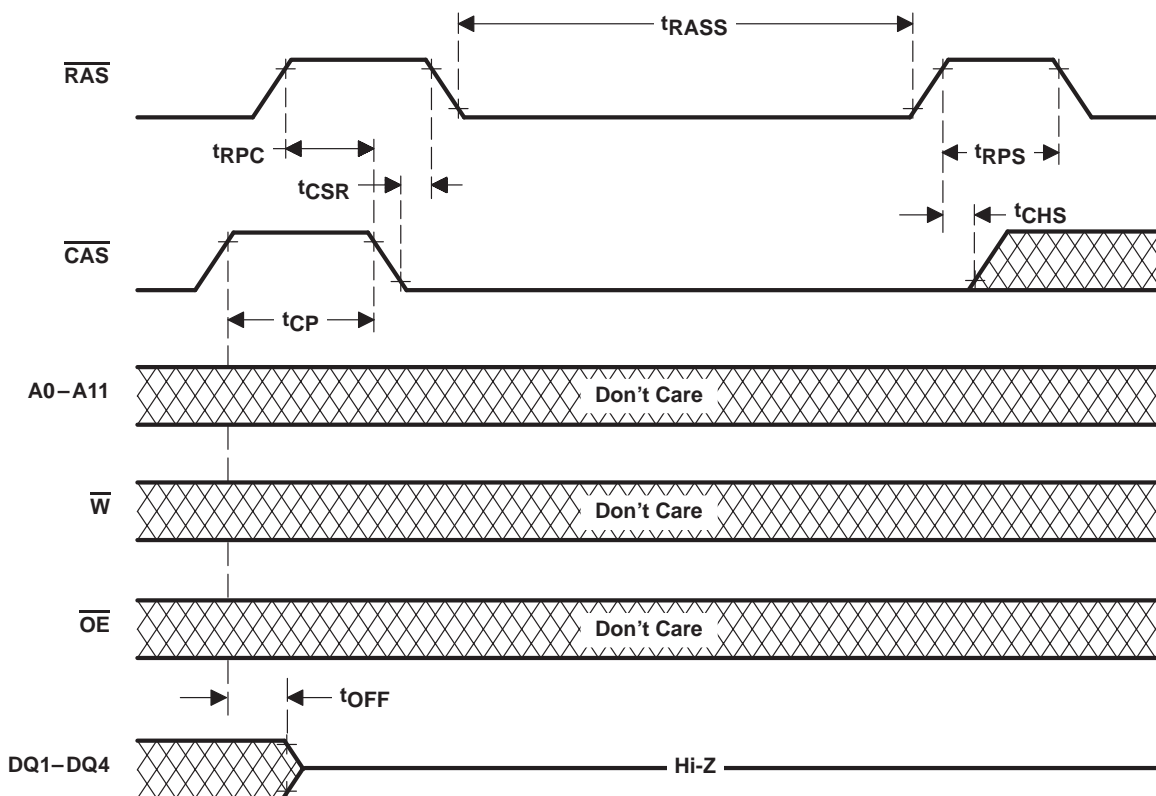 tRASS
RAS
tRPC
tRPS
tCSR
tCHS
CAS
tCP
A0–A11 Don't Care
W Don't Care
OE Don't Care
tOFF
DQ1–DQ4 Hi-Z